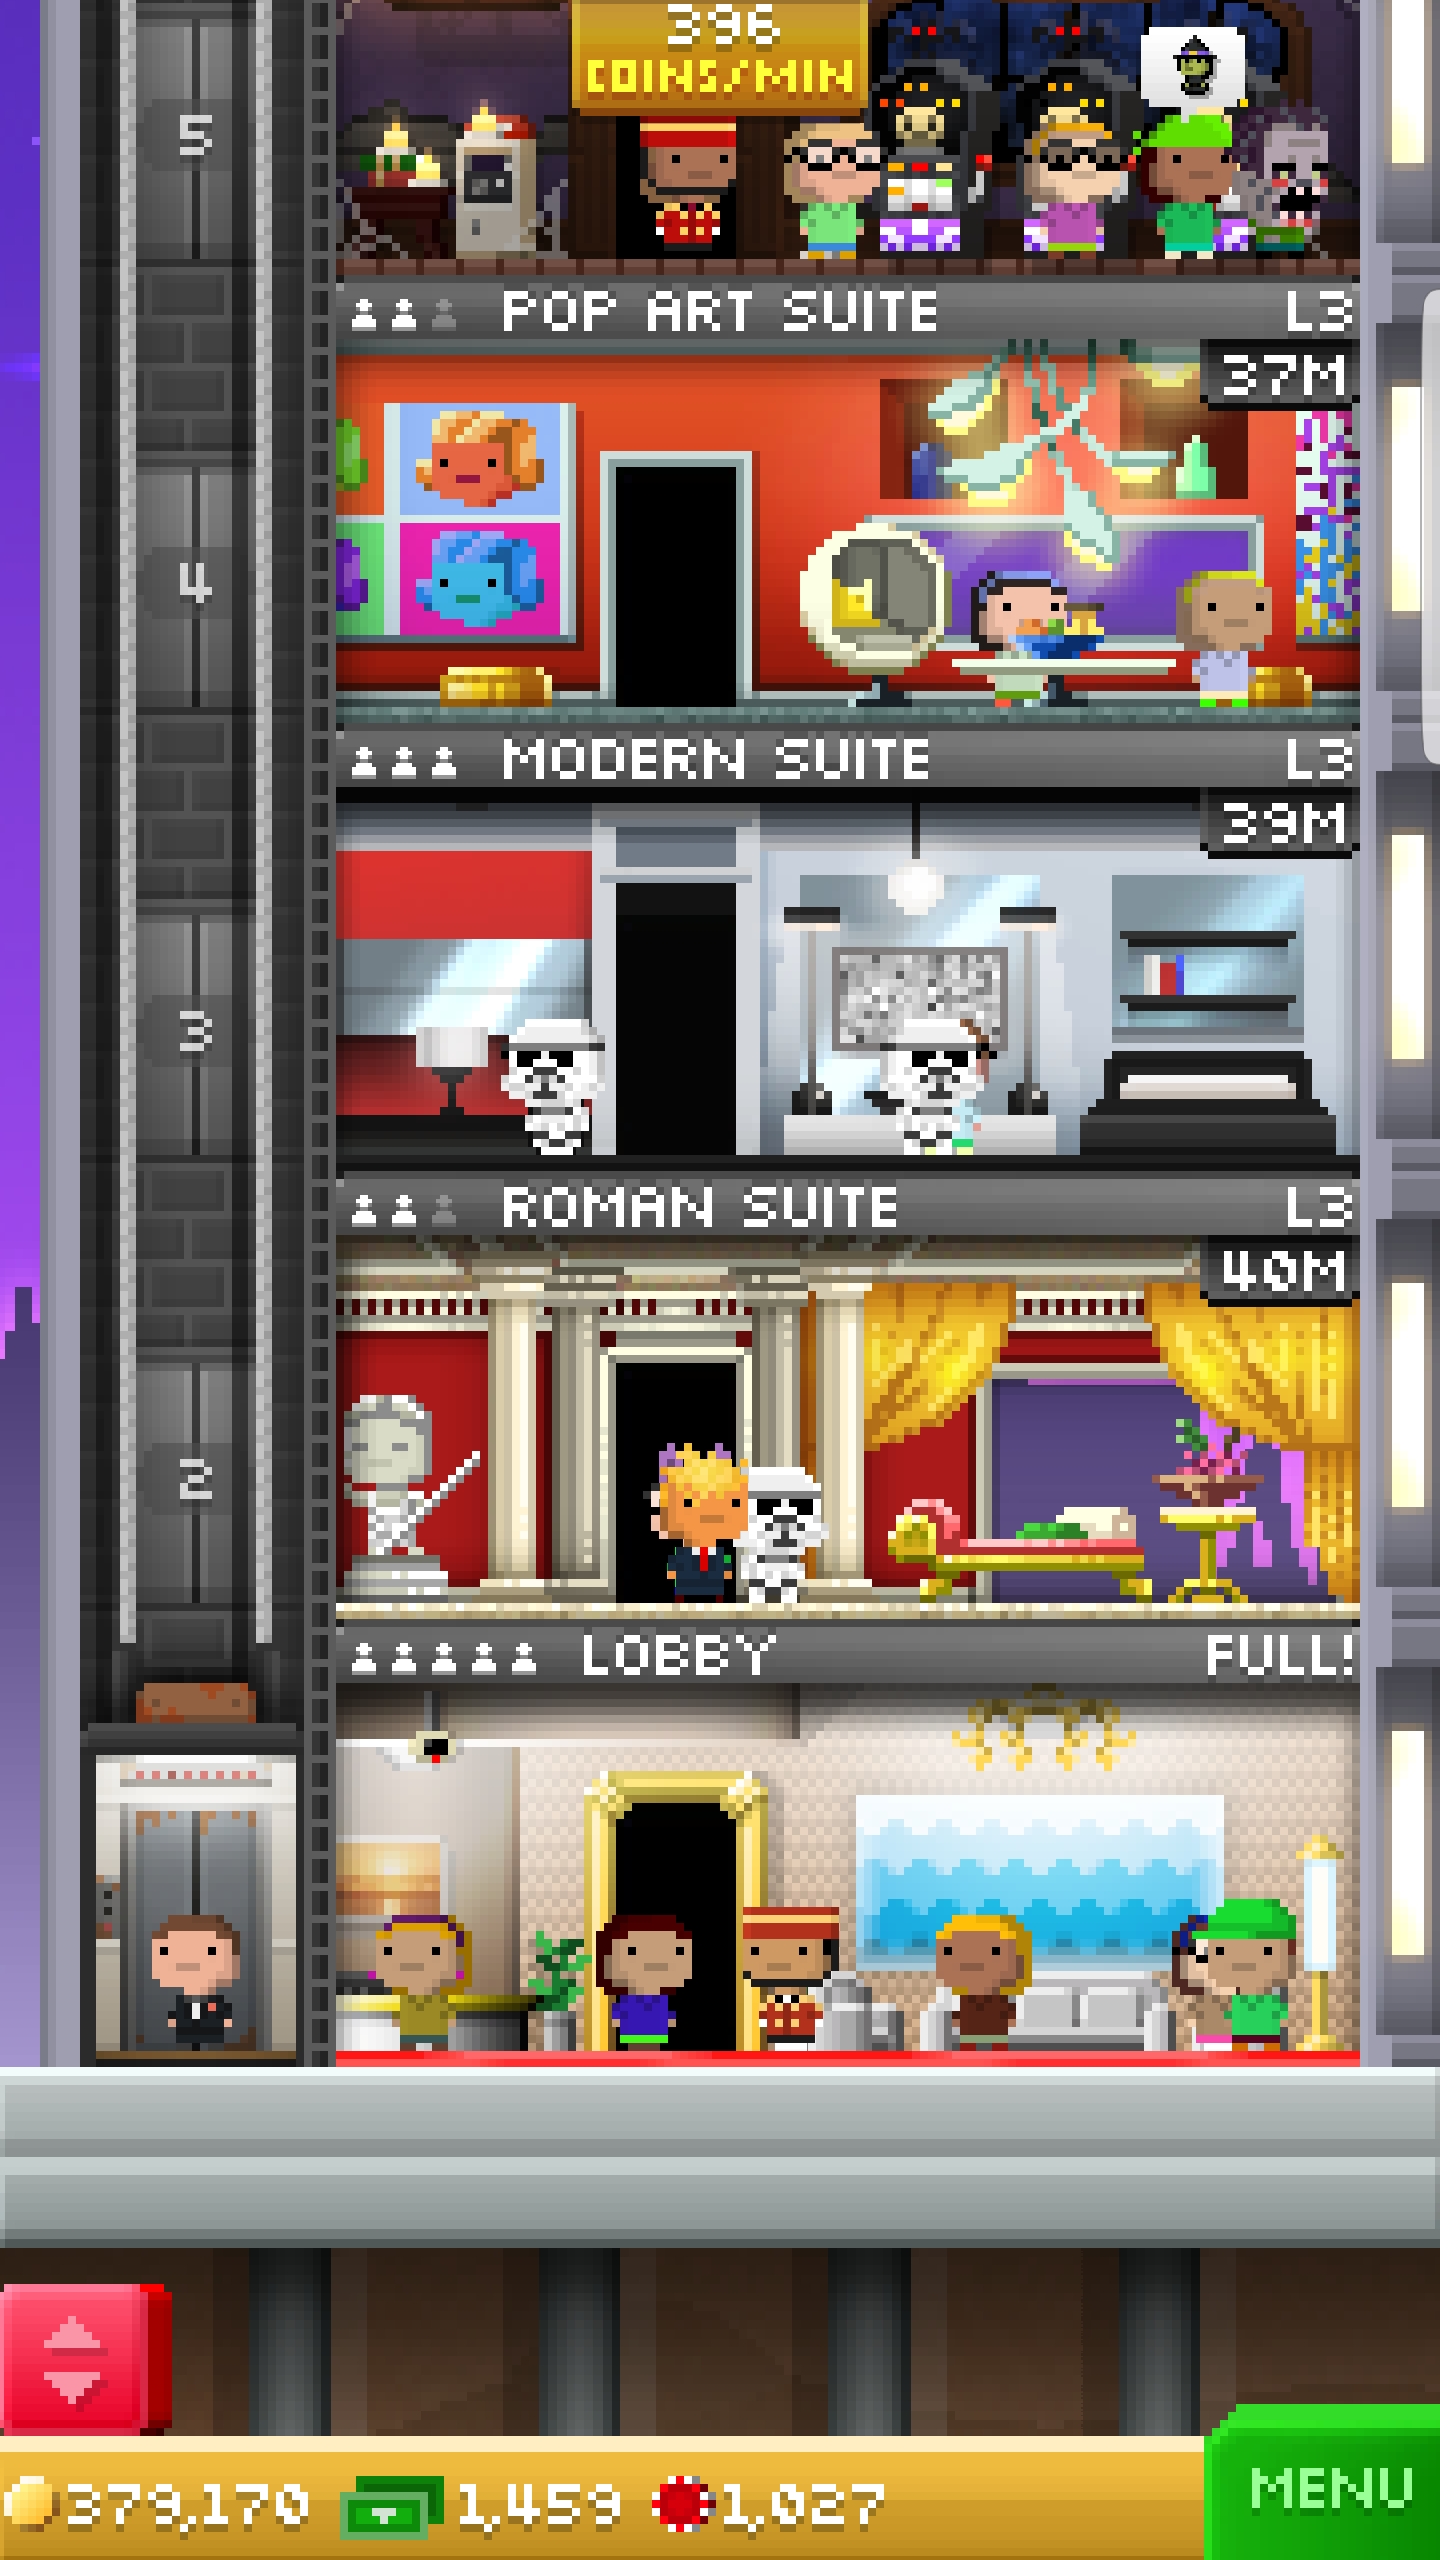 396
COINS/MIN
5
POP ART SUITE L3
37M
4
MODERN SUITE L3
39M
3
ROMAN SUITE L3
40M
2
LOBBY FULL!
379,170 1,459 1,027
MENU